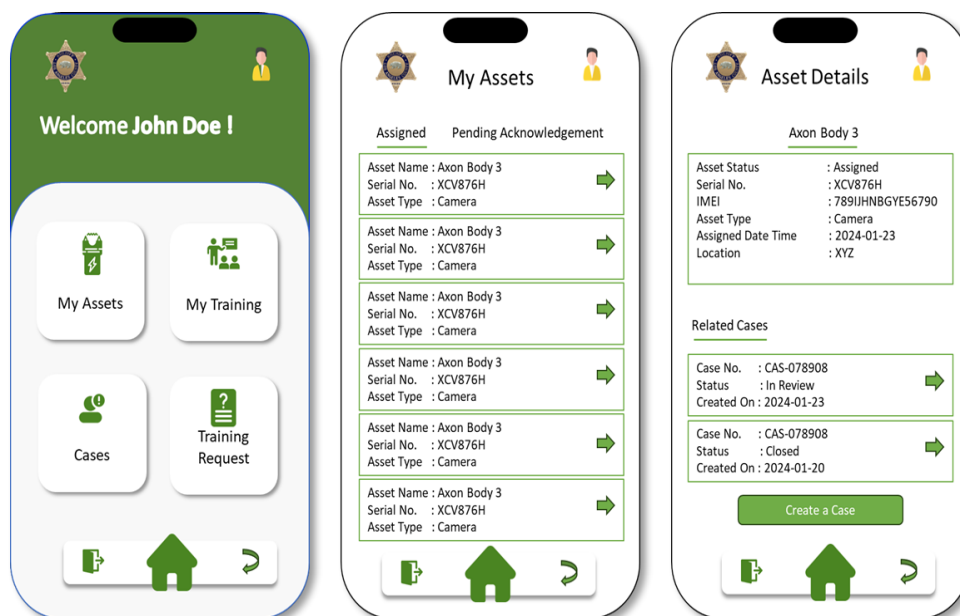 Welcome John Doe !
My Assets
My Training
Cases
Training
Request
?
My Assets
Assigned Pending Acknowledgement
Asset Name : Axon Body 3
Serial No. : XCV876H
Asset Type : Camera
Asset Name : Axon Body 3
Serial No. : XCV876H
Asset Type : Camera
Asset Name : Axon Body 3
Serial No. : XCV876H
Asset Type : Camera
Asset Name : Axon Body 3
Serial No. : XCV876H
Asset Type : Camera
Asset Name : Axon Body 3
Serial No. : XCV876H
Asset Type : Camera
Asset Name : Axon Body 3
Serial No. : XCV876H
Asset Type : Camera
Asset Details
Axon Body 3
Asset Status : Assigned
Serial No. : XCV876H
IMEI : 789IJHNBGYE56790
Asset Type : Camera
Assigned Date Time : 2024-01-23
Location : XYZ
Related Cases
Case No. : CAS-078908
Status : In Review
Created On : 2024-01-23
Case No. : CAS-078908
Status : Closed
Created On : 2024-01-20
Create a Case